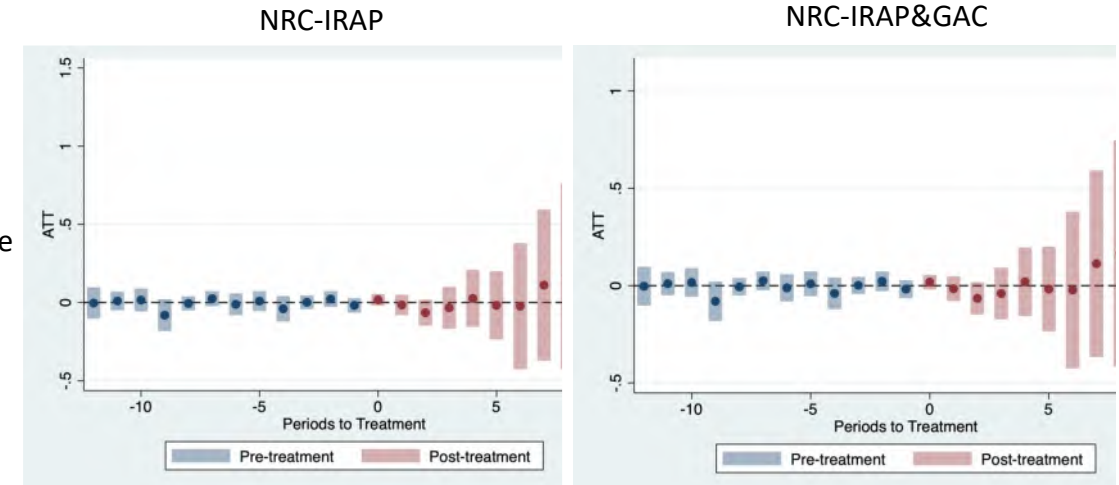 NRC-IRAP
1.5
1
.5
0
-.5
ATT
-10
-5
0
5
Periods to Treatment
Pre-treatment
Post-treatment
NRC-IRAP&GAC
1
.5
0
-.5
ATT
-10
-5
0
5
Periods to Treatment
Pre-treatment
Post-treatment
e